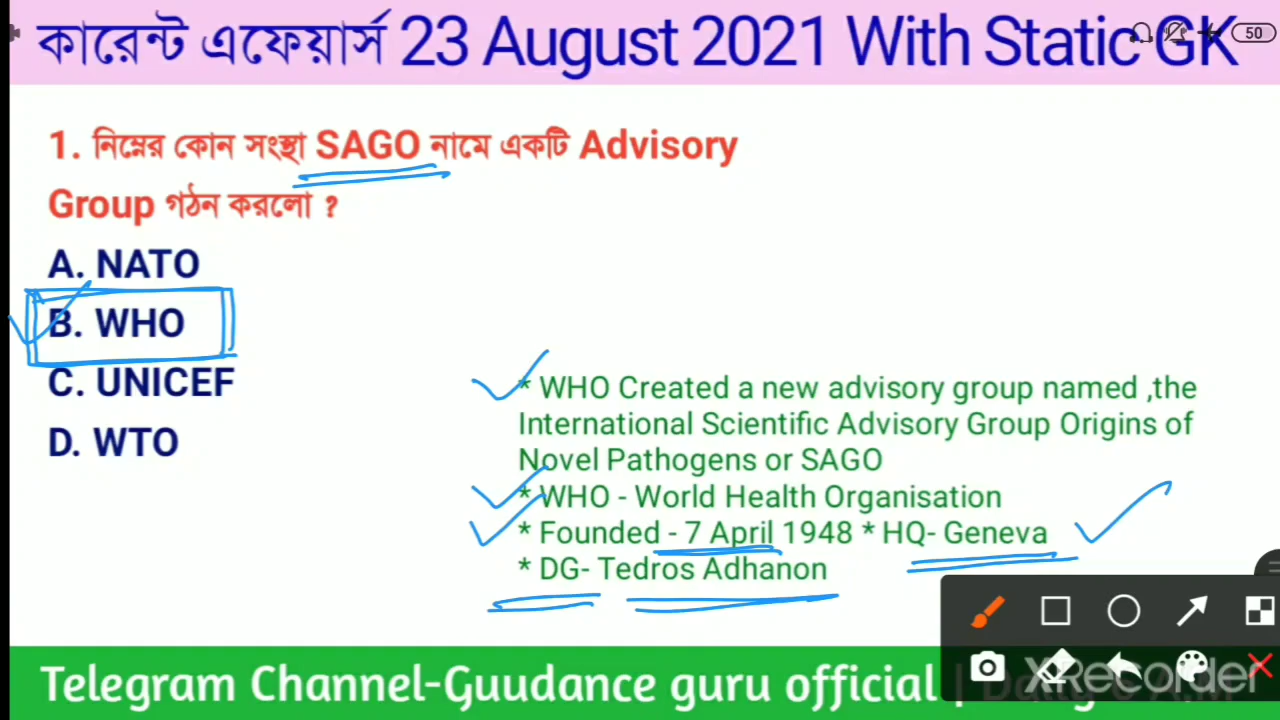 কারেন্ট এফেয়ার্স 23 August 2021 With Static GK
50
1. নিম্নের কোন সংস্থা SAGO নামে একটি Advisory
Group গঠন করলো ?
A. NATO
B. WHO
C. UNICEF
D. WTO
* WHO Created a new advisory group named ,the
International Scientific Advisory Group Origins of
Novel Pathogens or SAGO
* WHO - World Health Organisation
* Founded - 7 April 1948 * HQ- Geneva
* DG- Tedros Adhanon
Telegram Channel-Guudance guru official |
XRecorder